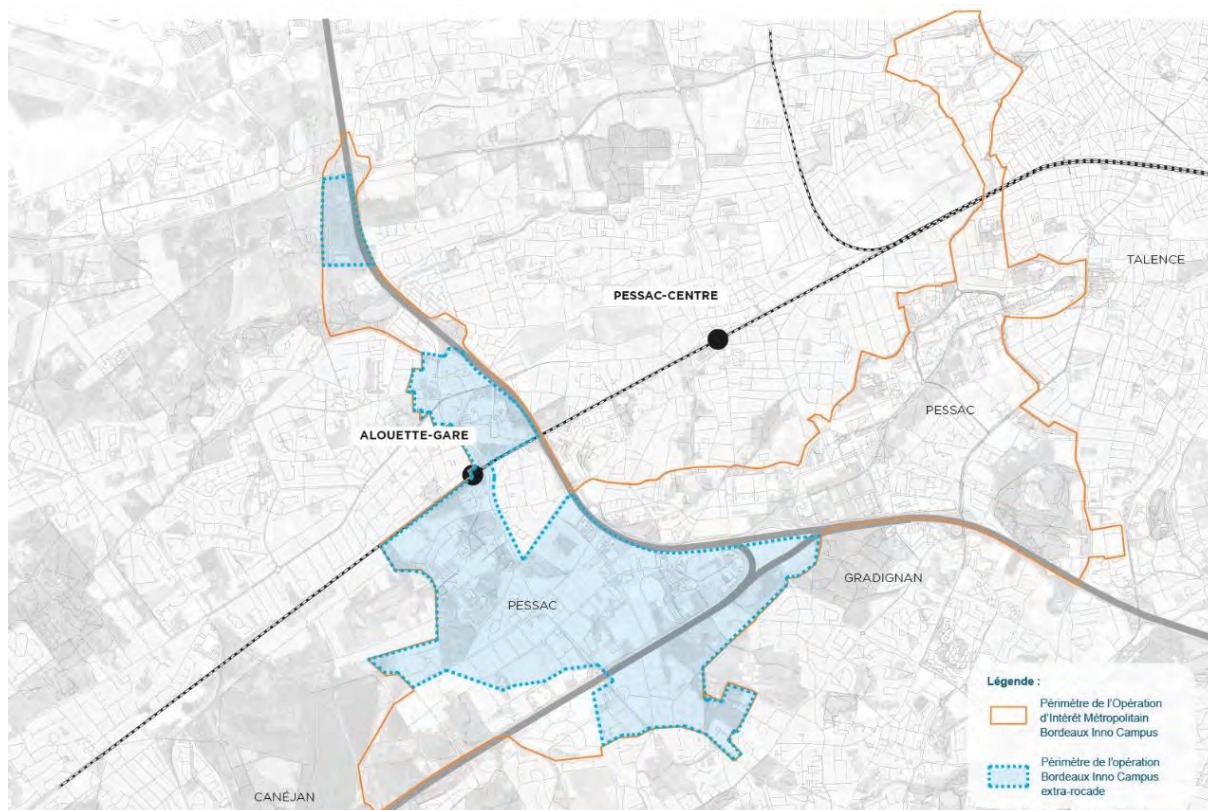 TALENCE
PESSAC-CENTRE
PESSAC
ALOUETTE-GARE
GRADIGNAN
PESSAC
CANÉJAN
Légende :
Périmètre de l'Opération
d'Intérêt Métropolitain
Bordeaux Inno Campus
Périmètre de l'opération
Bordeaux Inno Campus
extra-rocade